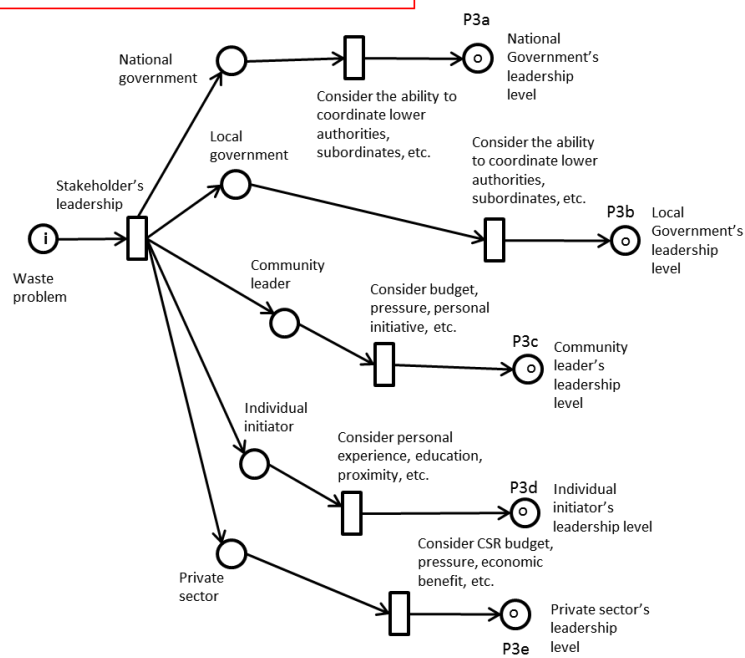 P3a
National
Government's
leadership
level
National
government
Consider the ability to
coordinate lower
authorities,
subordinates, etc.
Local
government
Consider the ability
to coordinate lower
authorities,
subordinates, etc.
Stakeholder's
leadership
P3b
Local
Government's
leadership
level
i
Waste
problem
Community
leader
Consider budget,
pressure, personal
initiative, etc.
P3c
Community
leader's
leadership
level
Individual
initiator
Consider personal
experience, education,
proximity, etc.
P3d
Individual
initiator's
leadership level
Consider CSR budget,
pressure, economic
benefit, etc.
Private
sector
Private sector's
leadership
level
P3e